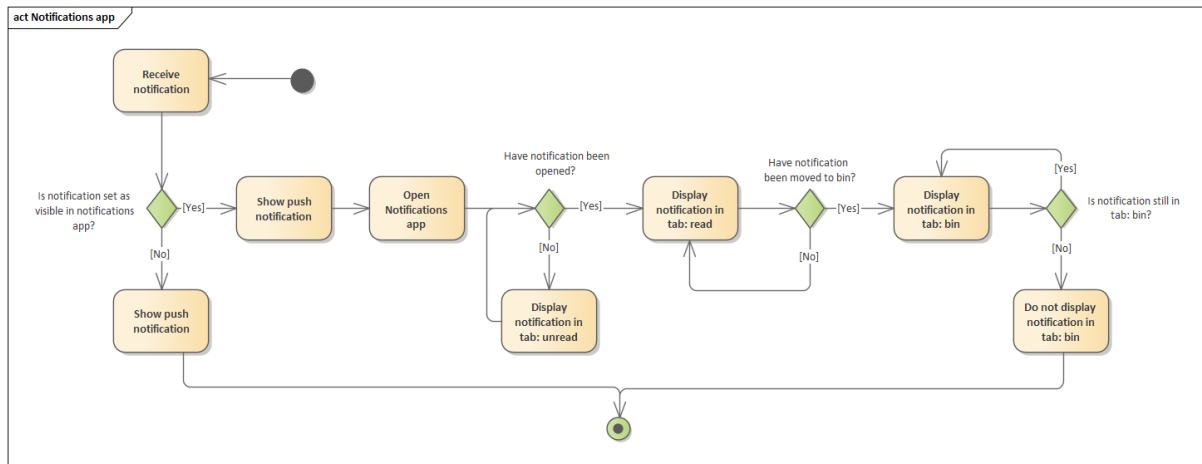 act Notifications app
Receive
notification
Is notification set as
visible in notifications
app?
[Yes]
[No]
Show push
notification
Show push
notification
Open
Notifications
app
Have notification been
opened?
[Yes]
[No]
Display
notification in
tab: unread
Display
notification in
tab: read
Have notification
been moved to bin?
[Yes]
[No]
Display
notification in
tab: bin
[Yes]
Is notification still in
tab: bin?
[No]
Do not display
notification in
tab: bin